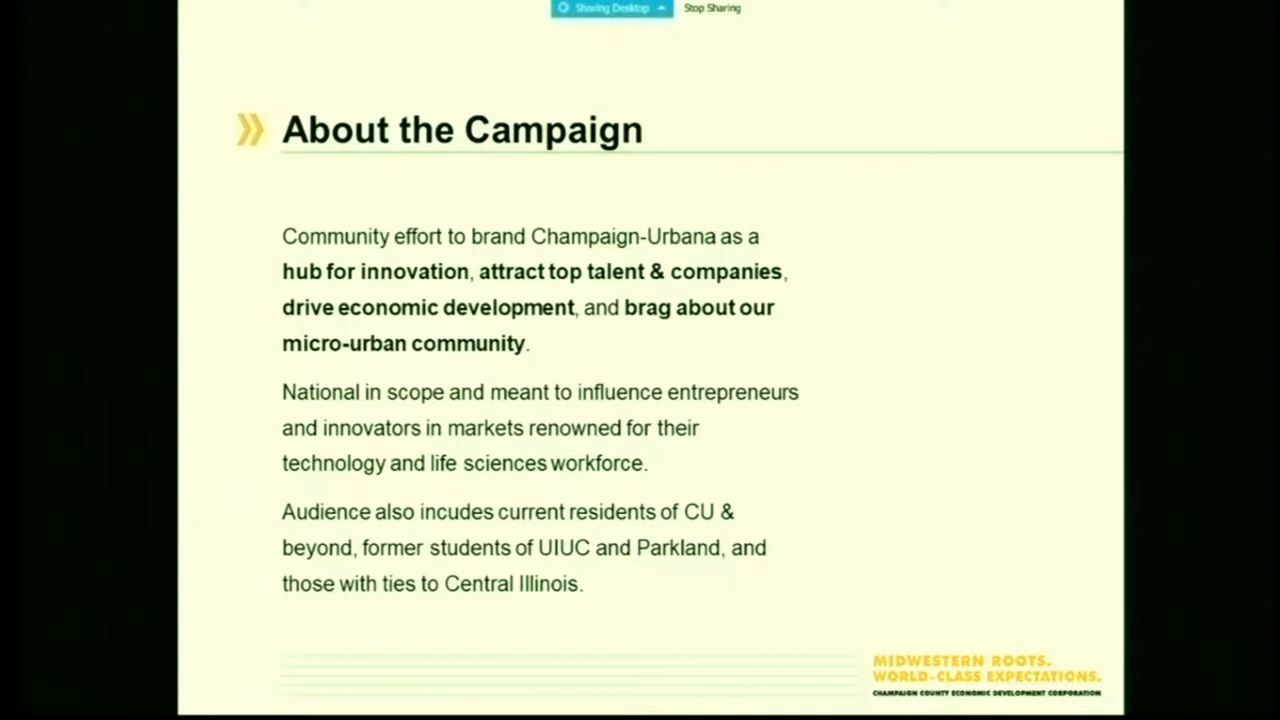 Sharing Desktop Stop Sharing
About the Campaign
Community effort to brand Champaign-Urbana as a
hub for innovation, attract top talent & companies,
drive economic development, and brag about our
micro-urban community.
National in scope and meant to influence entrepreneurs
and innovators in markets renowned for their
technology and life sciences workforce.
Audience also incudes current residents of CU &
beyond, former students of UIUC and Parkland, and
those with ties to Central Illinois.
MIDWESTERN ROOTS.
WORLD-CLASS EXPECTATIONS.
CHAMPAIGN COUNTY ECONOMIC DEVELOPMENT CORPORATION